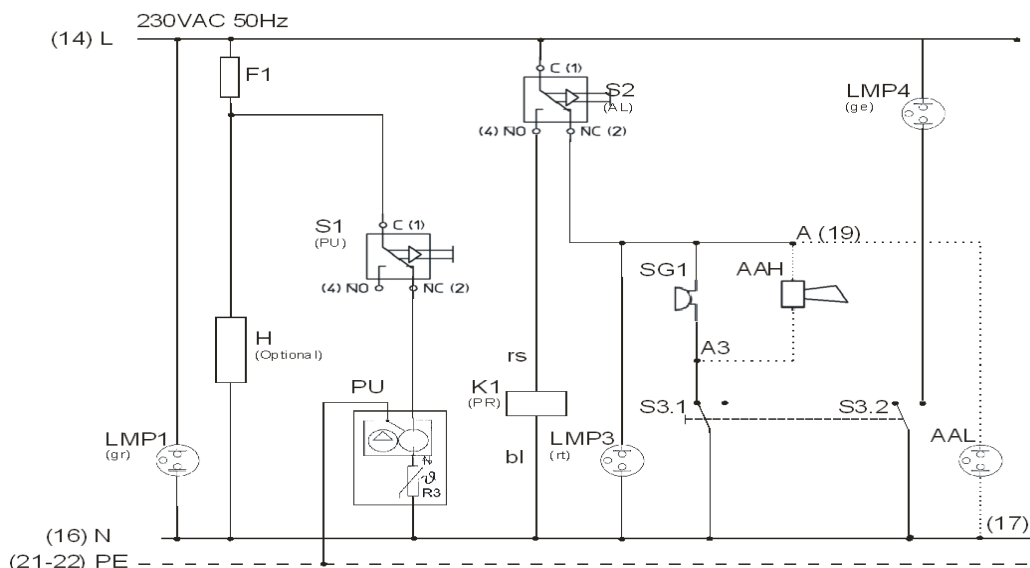 230VAC 50Hz
(14) L
F1
C (1)
S2
(AL)
LMP4
(ge)
(4) NO
NC (2)
S1
(PU)
C (1)
A (19)
SG1
AAH
(4) NO
NC (2)
H
(Optional)
rs
A3
PU
K1
(PR)
S3.1
S3.2
LMP1
(gr)
bl
LMP3
(rt)
AAL
N
ϑ
R3
(16) N
(17)
(21-22) PE